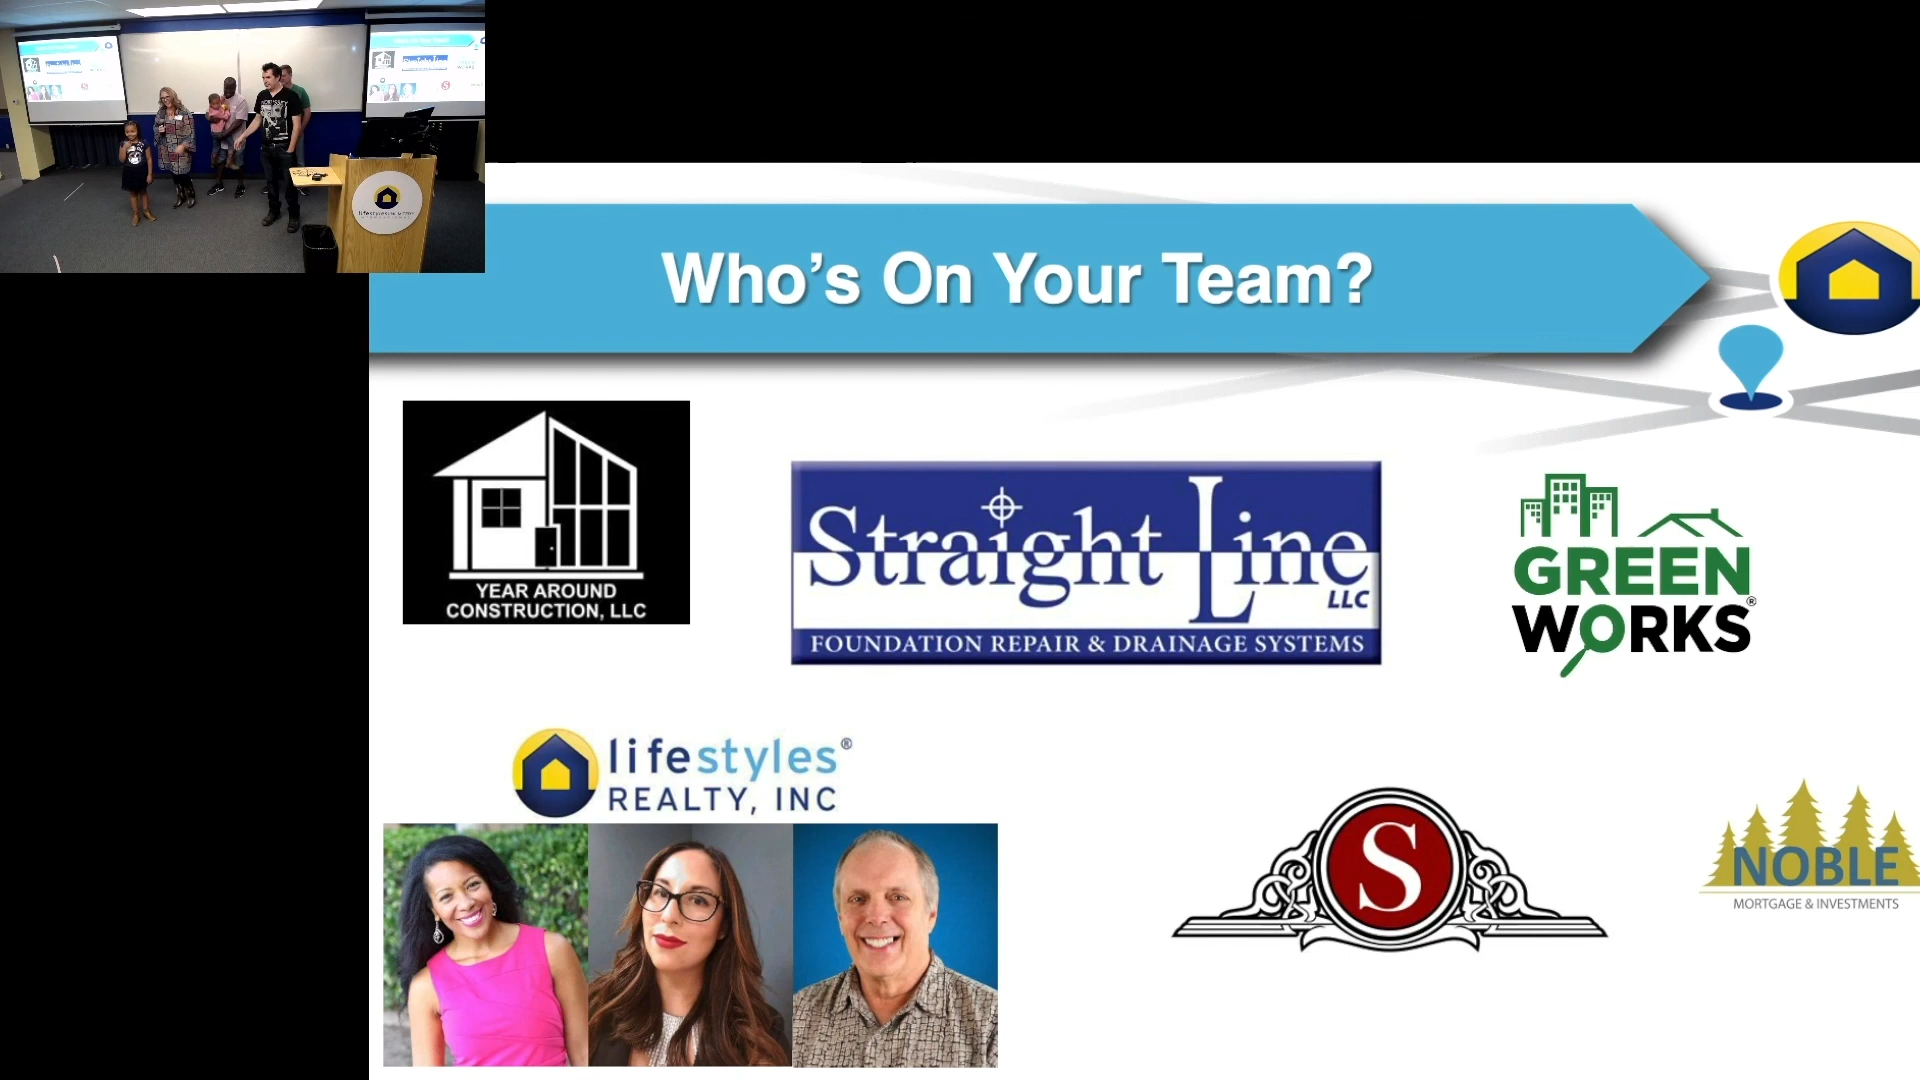 Who's On Your Team?
YEAR AROUND
CONSTRUCTION, LLC
Straight Line
LLC
FOUNDATION REPAIR & DRAINAGE SYSTEMS
GREEN
WORKS®
lifestyles®
REALTY, INC
S
NOBLE
MORTGAGE & INVESTMENTS